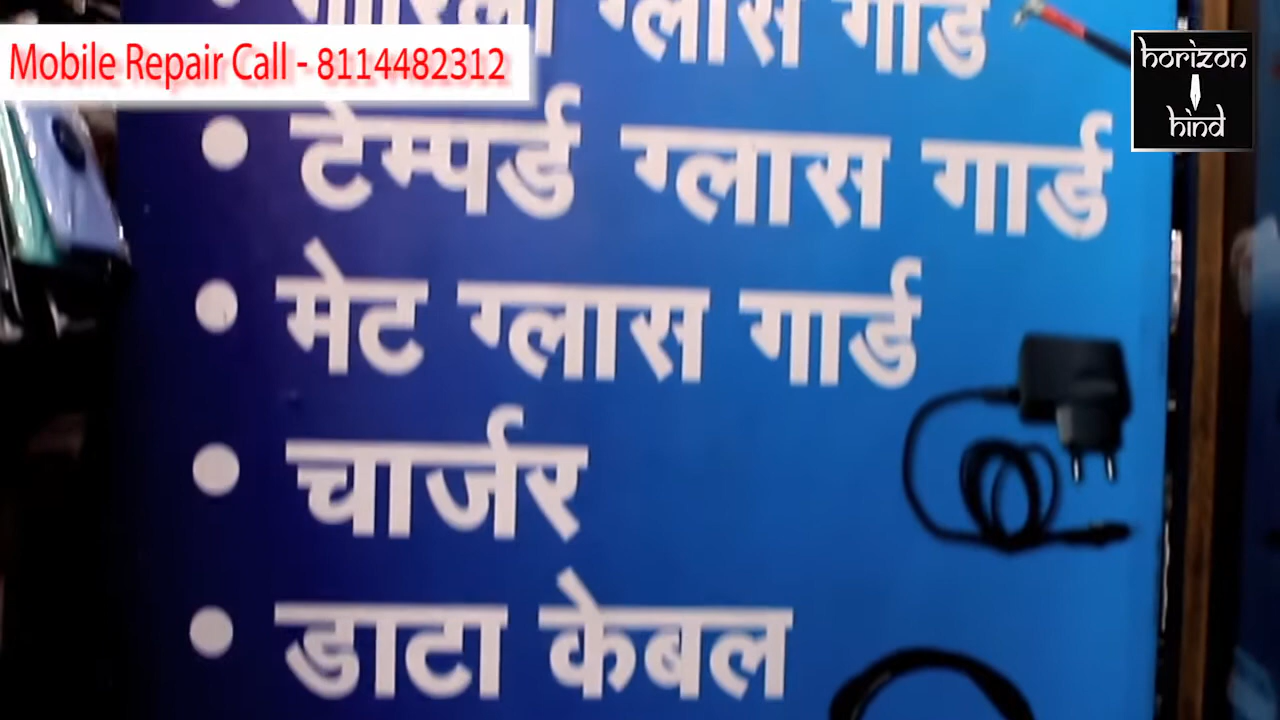 Mobile Repair Call - 8114482312
horizon
hind
ग्लास गार्ड
• टेम्पर्ड ग्लास गार्ड
• मेट ग्लास गार्ड
• चार्जर
• डाटा केबल